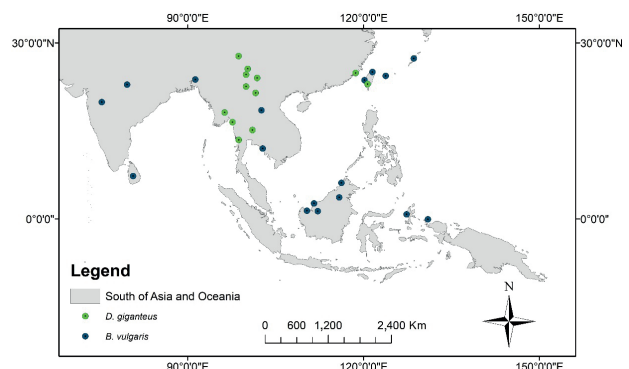 90°0'0"E 120°0'0"E 150°0'0"E
30°0'0"N 30°0'0"N
0°0'0" 0°0'0"
Legend
South of Asia and Oceania
D. giganteus
B. vulgaris
N
0 600 1,200 2,400 Km
90°0'0"E 120°0'0"E 150°0'0"E